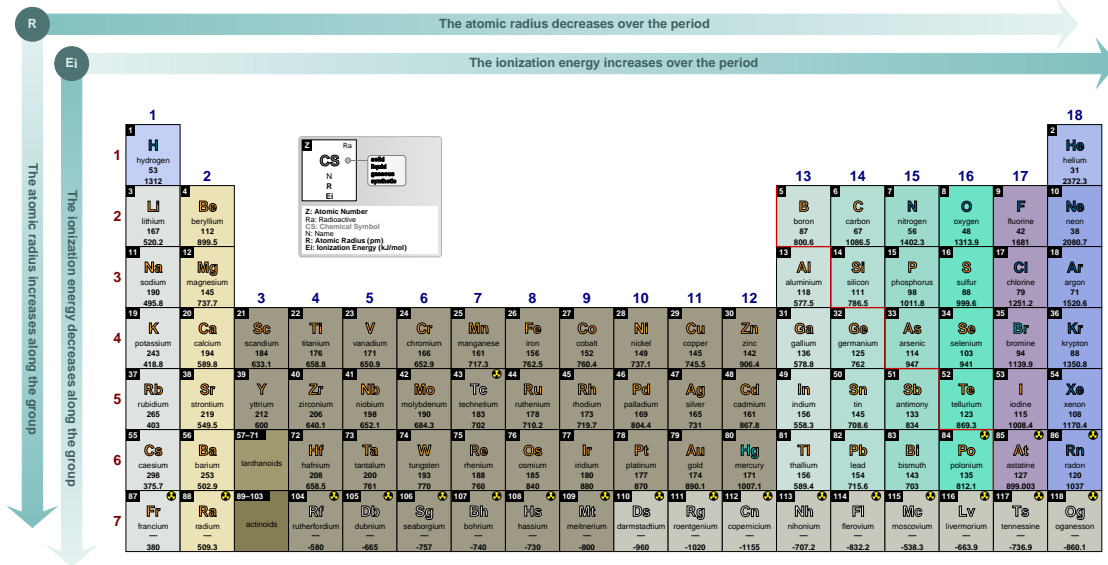 R
The atomic radius decreases over the period
Ei
The ionization energy increases over the period
The atomic radius increases along the group
The ionization energy decreases along the group
1 18
1 H hydrogen 53 1312
2 He helium 31 2372.3
Z Ra
CS
N
R
Ei
solid
liquid
gaseous
synthetic
Z: Atomic Number
Ra: Radioactive
CS: Chemical Symbol
N: Name
R: Atomic Radius (pm)
Ei: Ionization Energy (kJ/mol)
1
2 13 14 15 16 17
2
3 Li lithium 167 520.2
4 Be beryllium 112 899.5
5 B boron 87 800.6
6 C carbon 67 1086.5
7 N nitrogen 56 1402.3
8 O oxygen 48 1313.9
9 F fluorine 42 1681
10 Ne neon 38 2080.7
3
11 Na sodium 190 495.8
12 Mg magnesium 145 737.7
13 Al aluminium 118 577.5
14 Si silicon 111 786.5
15 P phosphorus 98 1011.8
16 S sulfur 88 999.6
17 Cl chlorine 79 1251.2
18 Ar argon 71 1520.6
3 4 5 6 7 8 9 10 11 12
4
19 K potassium 243 418.8
20 Ca calcium 194 589.8
21 Sc scandium 184 633.1
22 Ti titanium 176 658.8
23 V vanadium 171 650.9
24 Cr chromium 166 652.9
25 Mn manganese 161 717.3
26 Fe iron 156 762.5
27 Co cobalt 152 760.4
28 Ni nickel 149 737.1
29 Cu copper 145 745.5
30 Zn zinc 142 906.4
31 Ga gallium 136 578.8
32 Ge germanium 125 762
33 As arsenic 114 947
34 Se selenium 103 941
35 Br bromine 94 1139.9
36 Kr krypton 88 1350.8
5
37 Rb rubidium 265 403
38 Sr strontium 219 549.5
39 Y yttrium 212 600
40 Zr zirconium 206 640.1
41 Nb niobium 198 652.1
42 Mo molybdenum 190 684.3
43 Tc technetium 183 702
44 Ru ruthenium 178 710.2
45 Rh rhodium 173 719.7
46 Pd palladium 169 804.4
47 Ag silver 165 731
48 Cd cadmium 161 867.8
49 In indium 156 558.3
50 Sn tin 145 708.6
51 Sb antimony 133 834
52 Te tellurium 123 869.3
53 I iodine 115 1008.4
54 Xe xenon 108 1170.4
6
55 Cs caesium 298 375.7
56 Ba barium 253 502.9
57–71 lanthanoids
72 Hf hafnium 208 658.5
73 Ta tantalum 200 761
74 W tungsten 193 770
75 Re rhenium 188 760
76 Os osmium 185 840
77 Ir iridium 180 880
78 Pt platinum 177 870
79 Au gold 174 890.1
80 Hg mercury 171 1007.1
81 Tl thallium 156 589.4
82 Pb lead 154 715.6
83 Bi bismuth 143 703
84 Po polonium 135 812.1
85 At astatine 127 899.003
86 Rn radon 120 1037
7
87 Fr francium — 380
88 Ra radium — 509.3
89–103 actinoids
104 Rf rutherfordium — -580
105 Db dubnium — -665
106 Sg seaborgium — -757
107 Bh bohrium — -740
108 Hs hassium — -730
109 Mt meitnerium — -800
110 Ds darmstadtium — -960
111 Rg roentgenium — -1020
112 Cn copernicium — -1155
113 Nh nihonium — -707.2
114 Fl flerovium — -832.2
115 Mc moscovium — -538.3
116 Lv livermorium — -663.9
117 Ts tennessine — -736.9
118 Og oganesson — -860.1